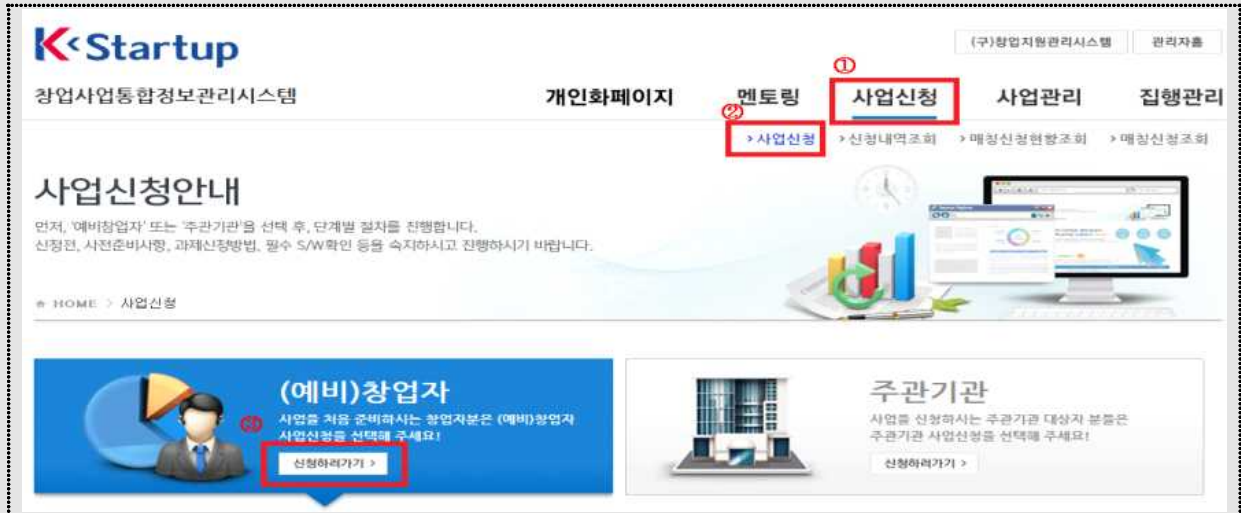 K-Startup
(구)창업지원관리시스템 관리자홈
①
창업사업통합정보관리시스템 개인화페이지 멘토링 사업신청 사업관리 집행관리
②
>사업신청 >신청내역조회 >매칭신청현황조회 >매칭신청조회
사업신청안내
먼저, '예비창업자' 또는 '주관기관'을 선택 후, 단계별 절차를 진행합니다.
신청전, 사전준비사항, 과제신청방법, 필수 S/W확인 등을 숙지하시고 진행하시기 바랍니다.
HOME > 사업신청
(예비)창업자
③ 사업을 처음 준비하시는 창업자분은 (예비)창업자
사업신청을 선택해 주세요!
신청하러가기 >
주관기관
사업을 신청하시는 주관기관 대상자 분들은
주관기관 사업신청을 선택해 주세요!
신청하러가기 >